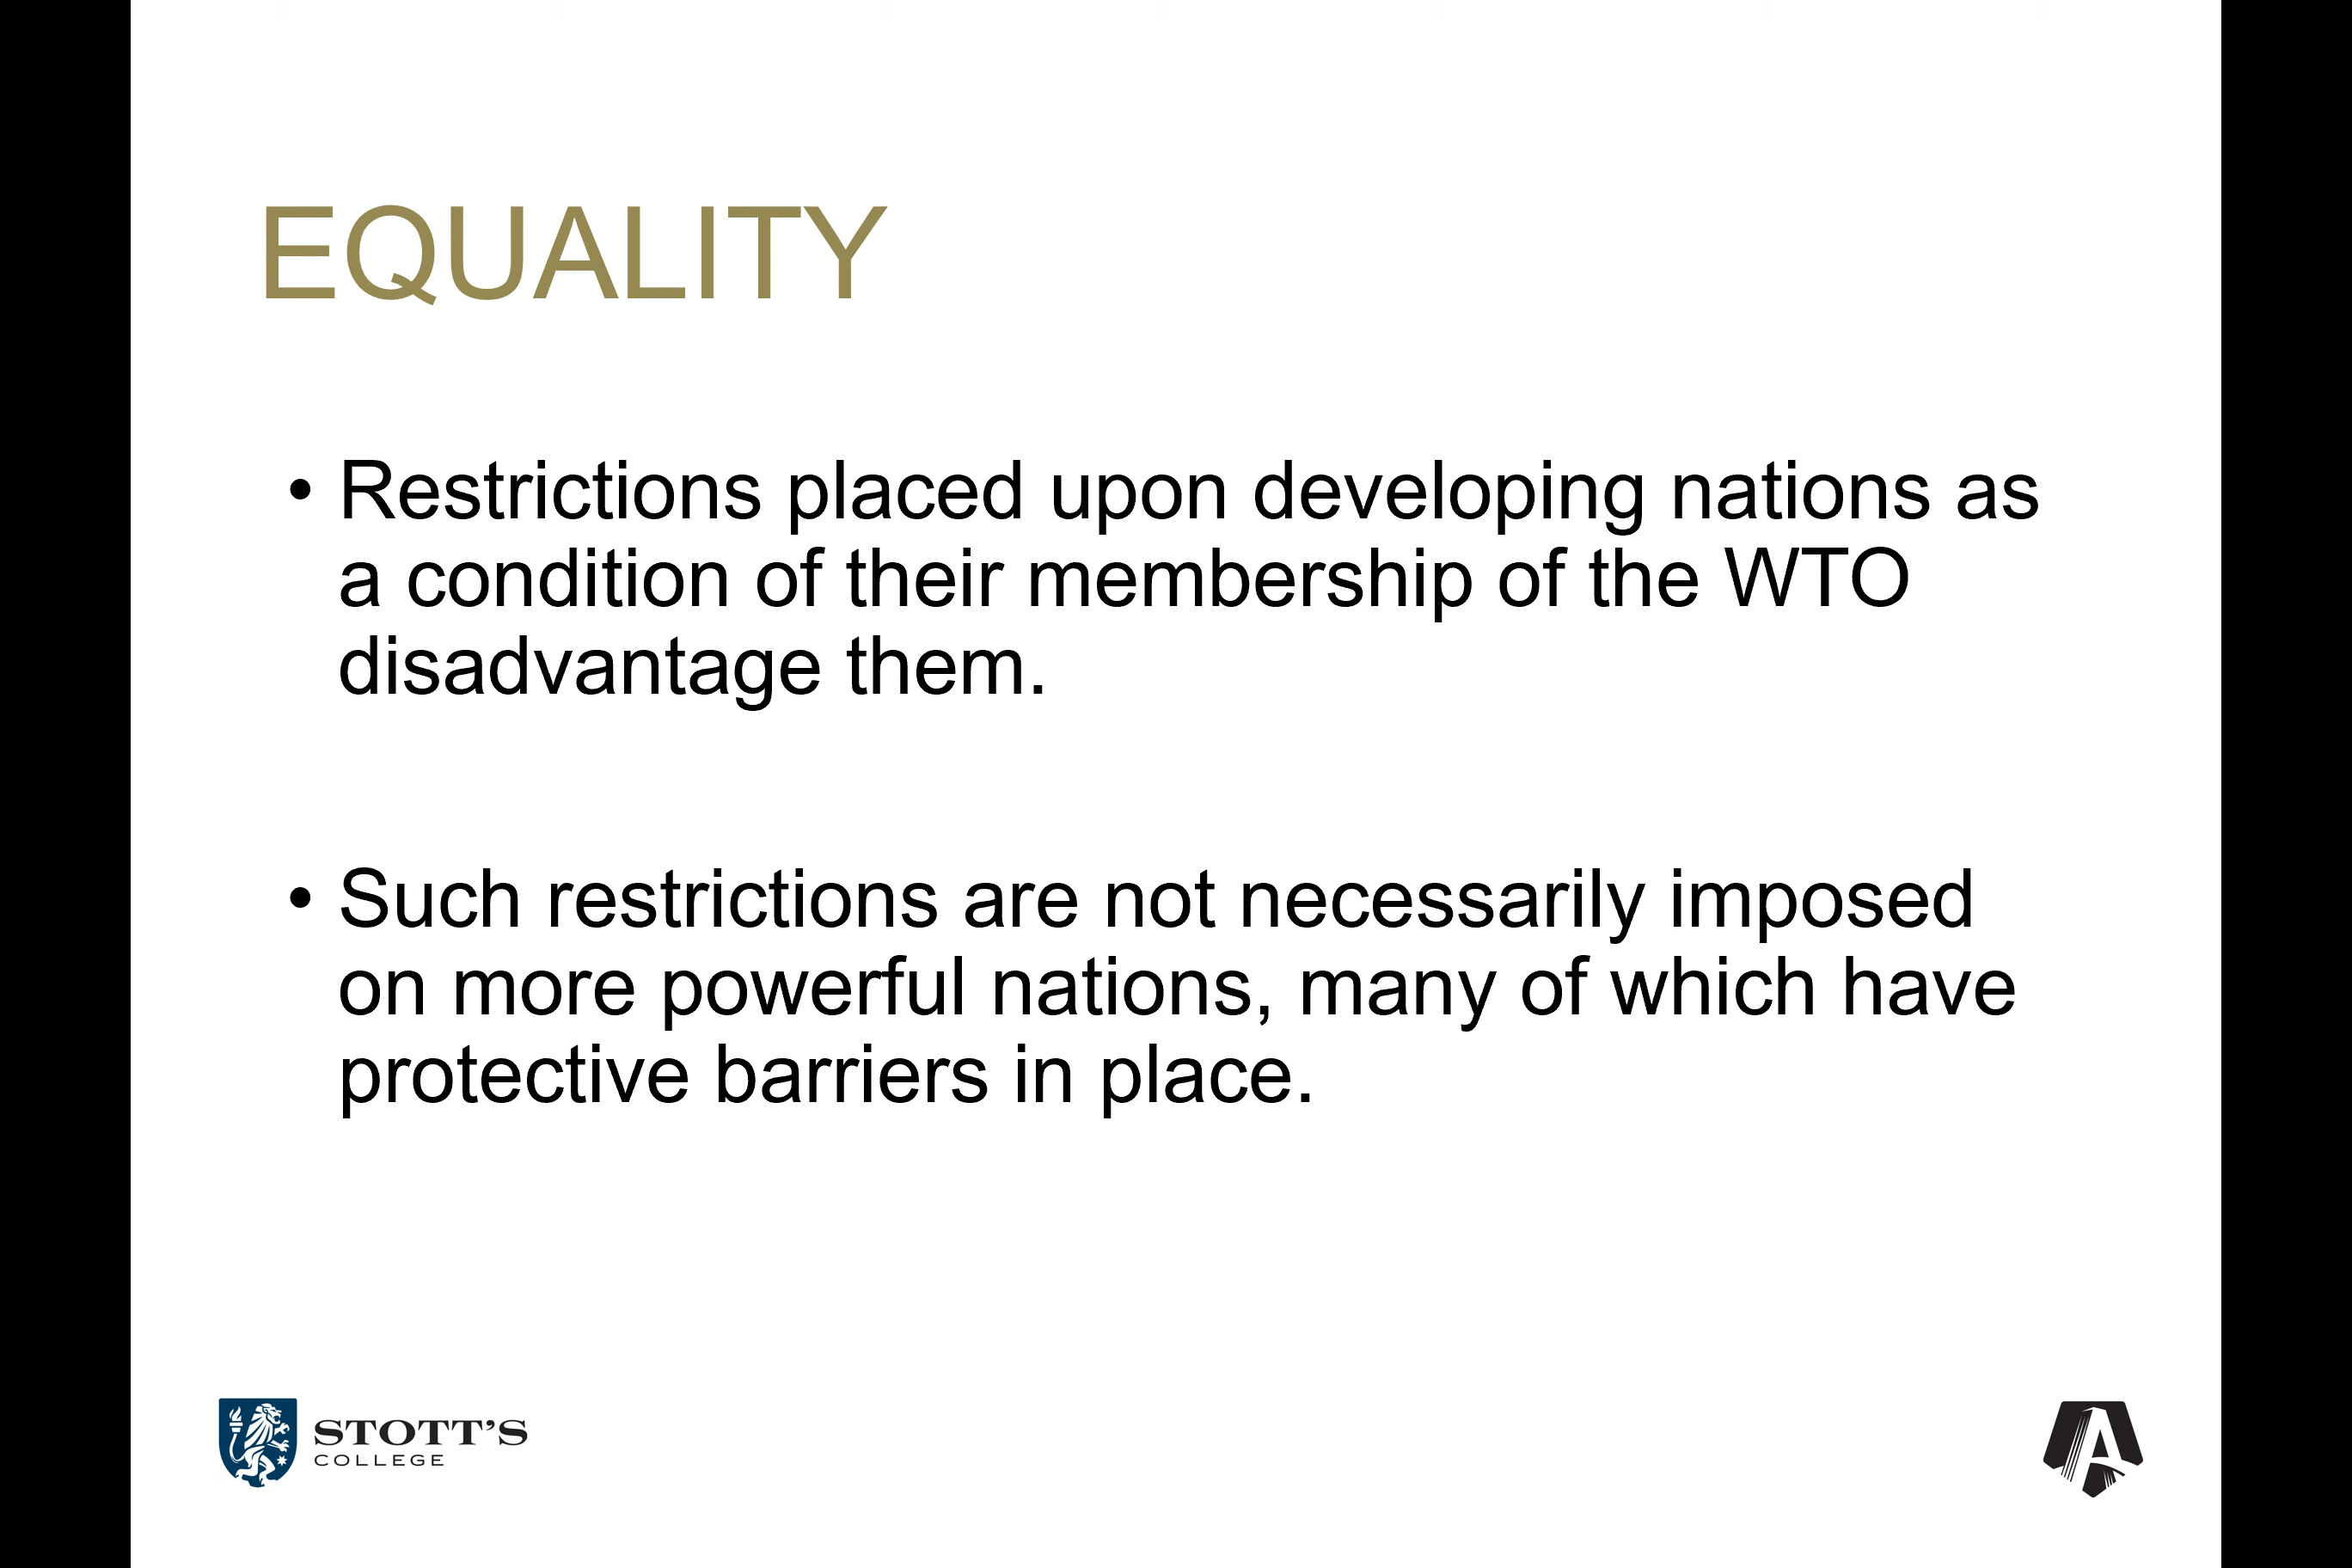 EQUALITY
• Restrictions placed upon developing nations as
a condition of their membership of the WTO
disadvantage them.
• Such restrictions are not necessarily imposed
on more powerful nations, many of which have
protective barriers in place.
STOTT'S
COLLEGE
A